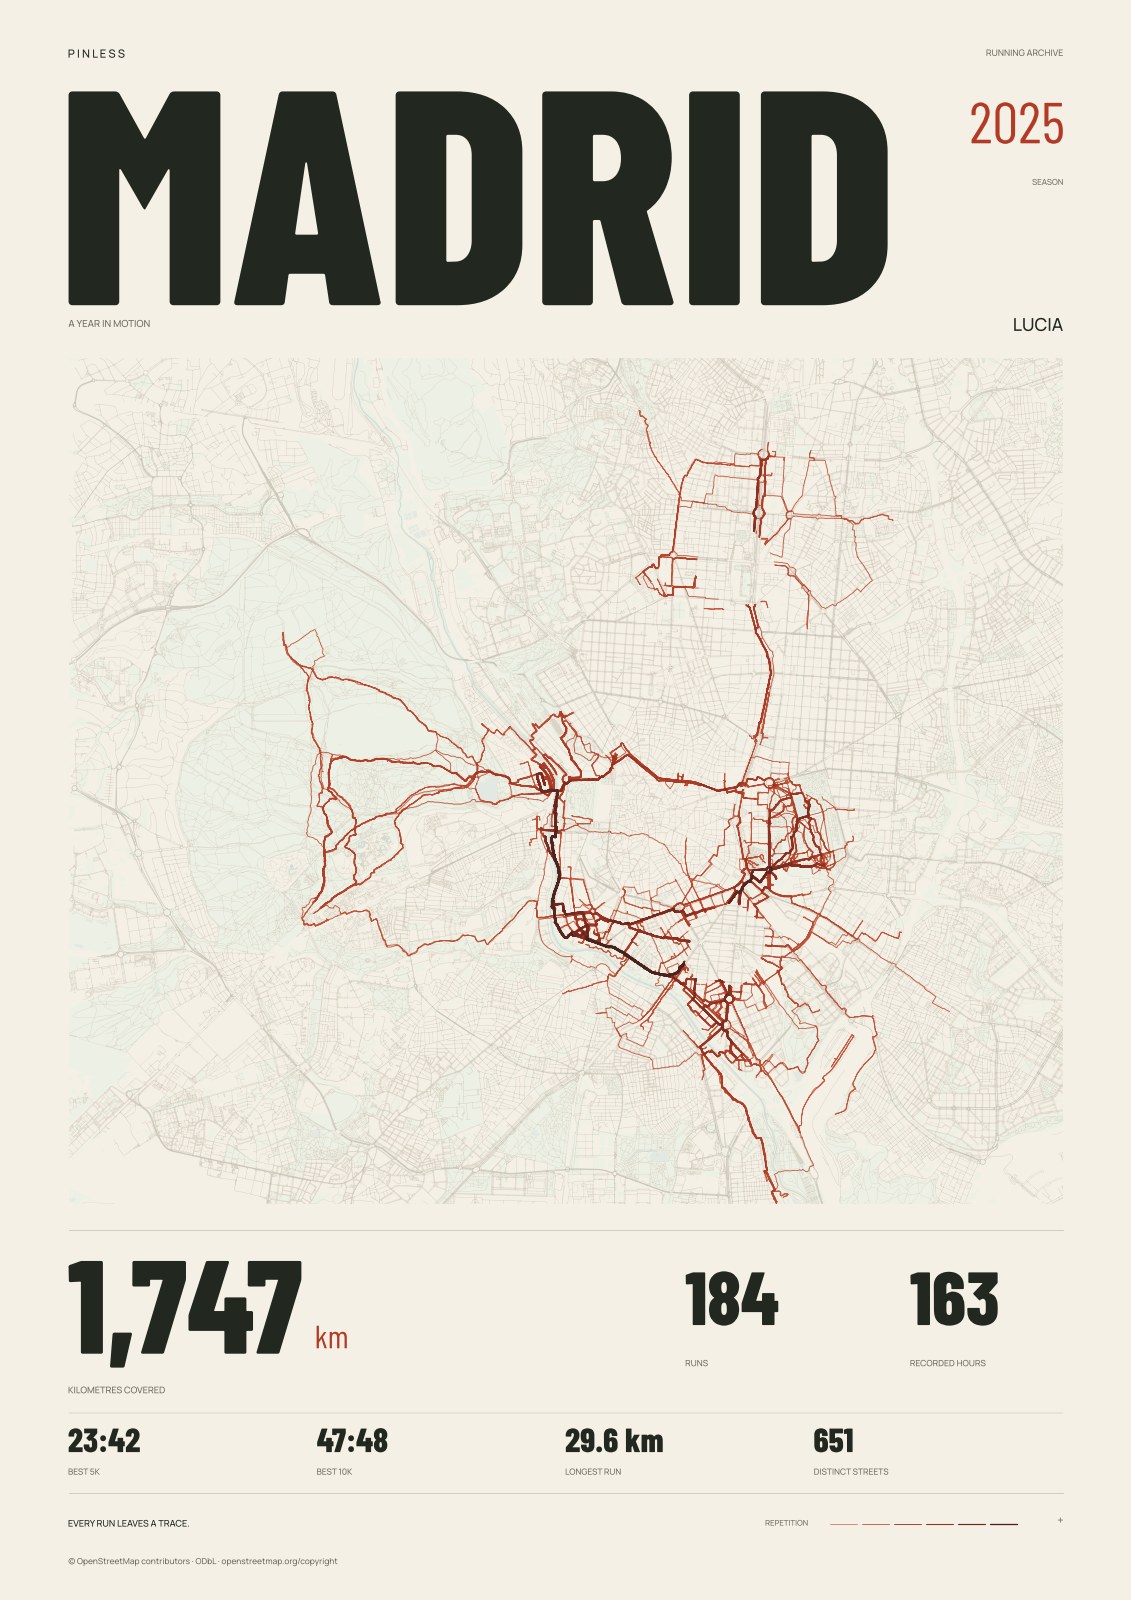 PINLESS
RUNNING ARCHIVE
MADRID
2025
SEASON
A YEAR IN MOTION
LUCIA
1,747 km
KILOMETRES COVERED
184
RUNS
163
RECORDED HOURS
23:42
BEST 5K
47:48
BEST 10K
29.6 km
LONGEST RUN
651
DISTINCT STREETS
EVERY RUN LEAVES A TRACE.
REPETITION
+
© OpenStreetMap contributors · ODbL · openstreetmap.org/copyright